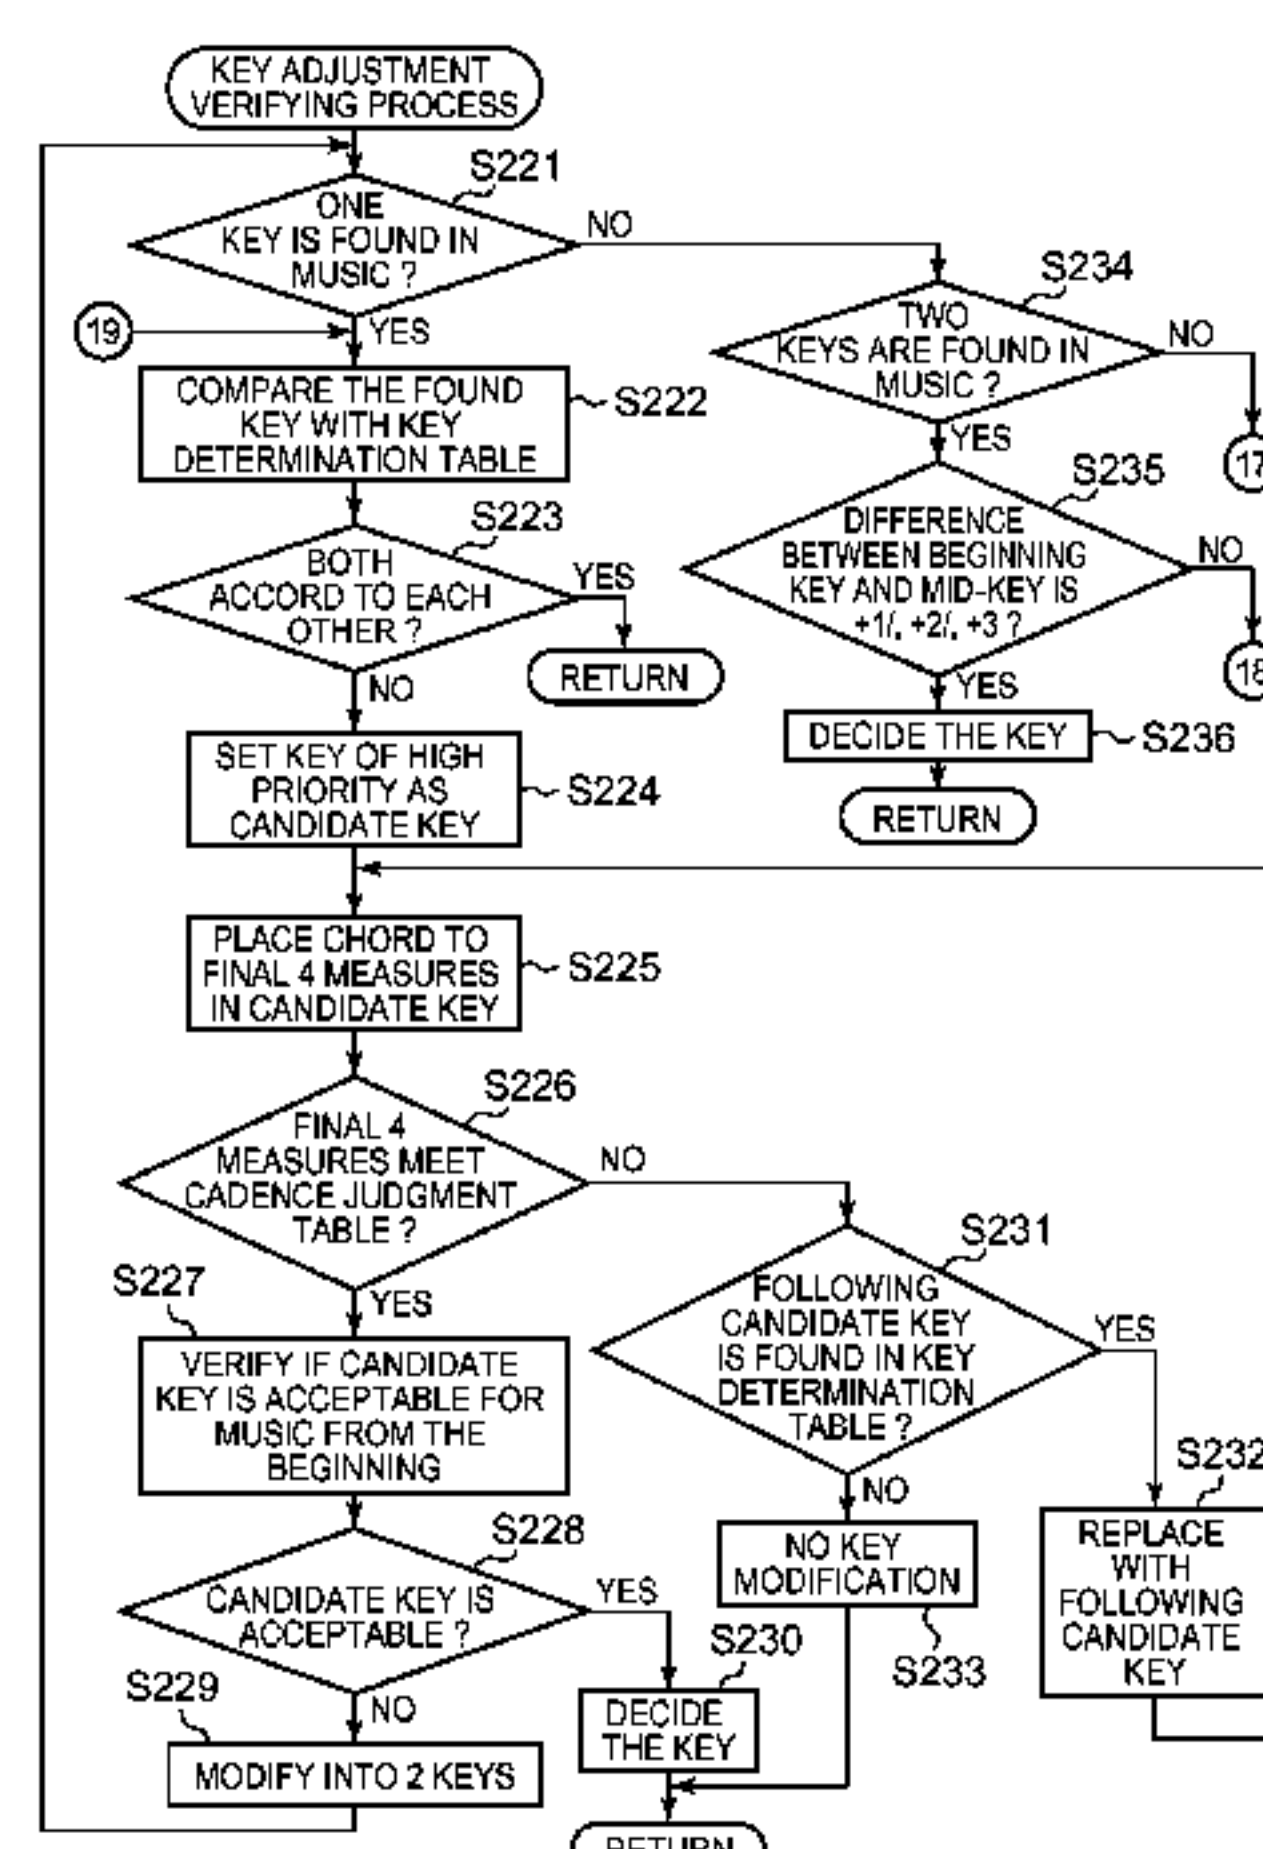 KEY ADJUSTMENT
VERIFYING PROCESS
S221
ONE
KEY IS FOUND IN
MUSIC ?
NO
19
YES
S234
TWO
KEYS ARE FOUND IN
MUSIC ?
NO
YES
17
COMPARE THE FOUND
KEY WITH KEY
DETERMINATION TABLE
S222
S235
DIFFERENCE
BETWEEN BEGINNING
KEY AND MID-KEY IS
+1/, +2/, +3 ?
NO
YES
18
S223
BOTH
ACCORD TO EACH
OTHER ?
YES
RETURN
NO
DECIDE THE KEY
S236
RETURN
SET KEY OF HIGH
PRIORITY AS
CANDIDATE KEY
S224
PLACE CHORD TO
FINAL 4 MEASURES
IN CANDIDATE KEY
S225
S226
FINAL 4
MEASURES MEET
CADENCE JUDGMENT
TABLE ?
NO
YES
S231
FOLLOWING
CANDIDATE KEY
IS FOUND IN KEY
DETERMINATION
TABLE ?
YES
NO
S227
VERIFY IF CANDIDATE
KEY IS ACCEPTABLE FOR
MUSIC FROM THE
BEGINNING
S232
REPLACE
WITH
FOLLOWING
CANDIDATE
KEY
NO KEY
MODIFICATION
S233
S228
CANDIDATE KEY IS
ACCEPTABLE ?
YES
NO
S230
DECIDE
THE KEY
S229
MODIFY INTO 2 KEYS
RETURN